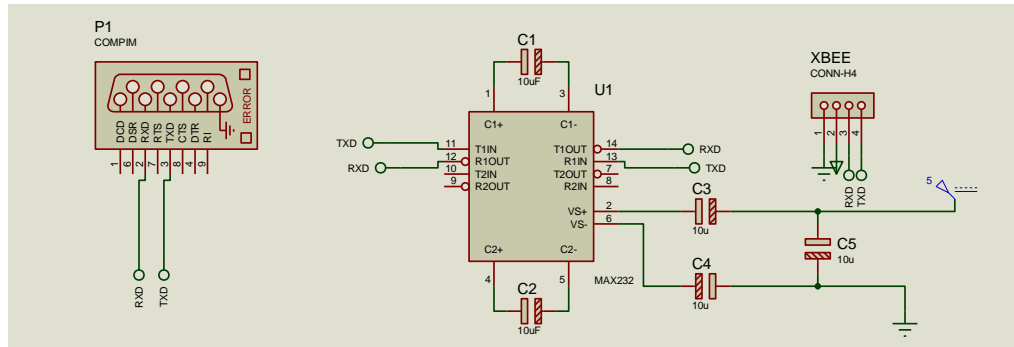 P1
COMPIM
ERROR
DCD
DSR
RXD
RTS
TXD
CTS
DTR
RI
1
6
2
7
3
8
4
9
RXD
TXD
C1
10uF
1
3
U1
C1+
C1-
TXD
11
T1IN
T1OUT
14
RXD
RXD
12
R1OUT
R1IN
13
TXD
10
T2IN
T2OUT
7
9
R2OUT
R2IN
8
VS+
2
VS-
6
C2+
C2-
4
5
MAX232
C2
10uF
C3
10u
C4
10u
C5
10u
XBEE
CONN-H4
1
2
3
4
RXD
TXD
5